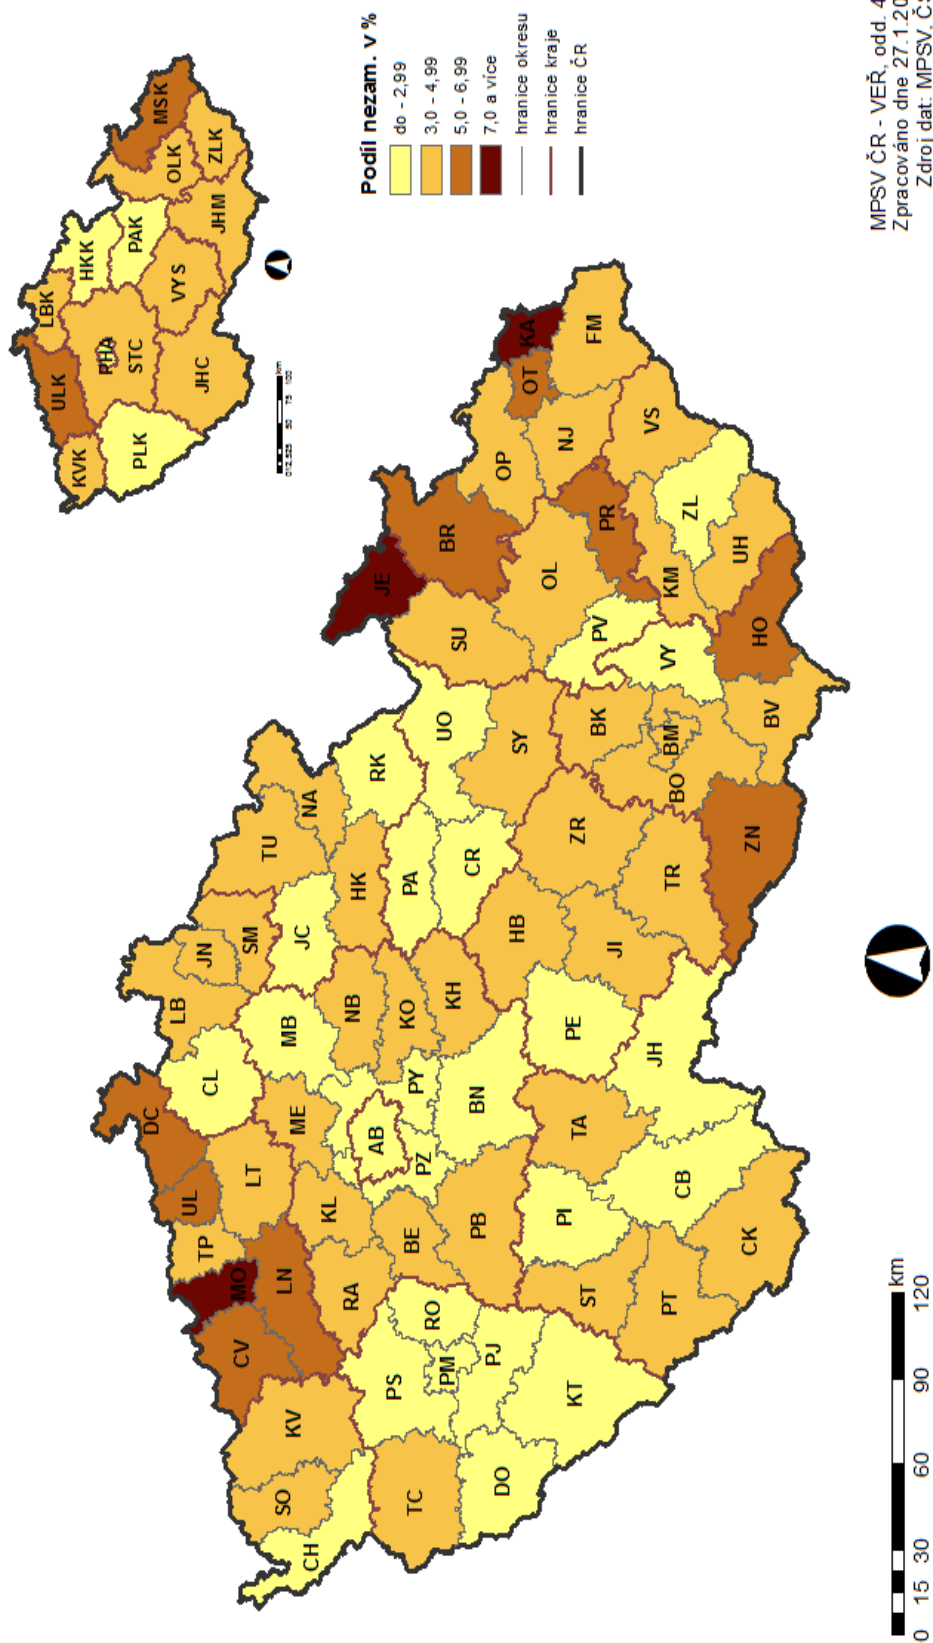 KVK
ULK
LBK
HKK
PLK
PHA
STC
PAK
JHC
VYS
OLK
MSK
JHM
ZLK
012,525 50 75 100
km
Podíl nezam. v %
do - 2,99
3,0 - 4,99
5,0 - 6,99
7,0 a více
hranice okresu
hranice kraje
hranice ČR
DC
LB
JN
UL
TP
CL
SM
TU
MO
LT
CV
LN
ME
MB
JC
NA
KV
SO
CH
RA
KL
NB
HK
RK
JE
AB
PS
RO
BE
PZ
PY
KO
PA
UO
SU
BR
TC
PM
PJ
PB
BN
KH
CR
OP
KA
OT
DO
KT
ST
PI
TA
PE
HB
SY
OL
NJ
FM
ZR
BK
PV
PR
VS
PT
CB
JH
JI
TR
BO
BM
VY
KM
ZL
CK
ZN
BV
HO
UH
0 15 30 60 90 120
km
MPSV ČR - VEŘ, odd. 4
Zpracováno dne 27.1.20
Zdroj dat: MPSV, ČS